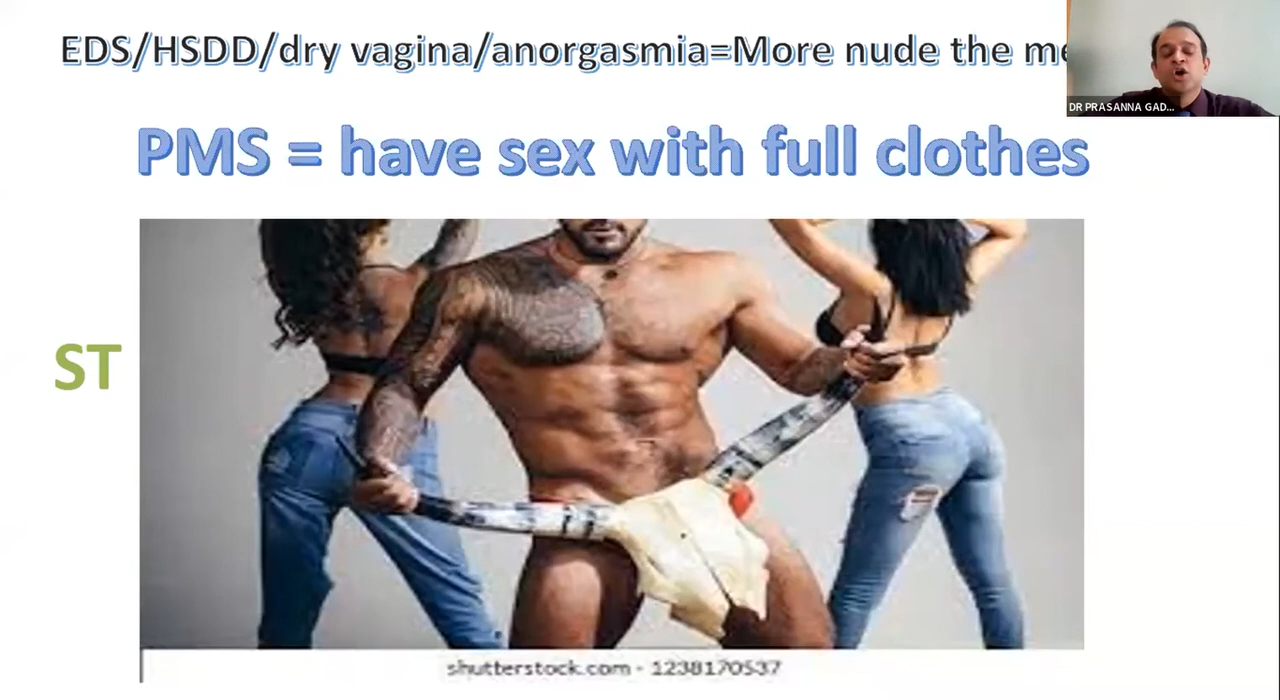 EDS/HSDD/dry vagina/anorgasmia=More nude the me
DR PRASANNA GAD...
PMS = have sex with full clothes
ST
shutterstock.com - 1238170537